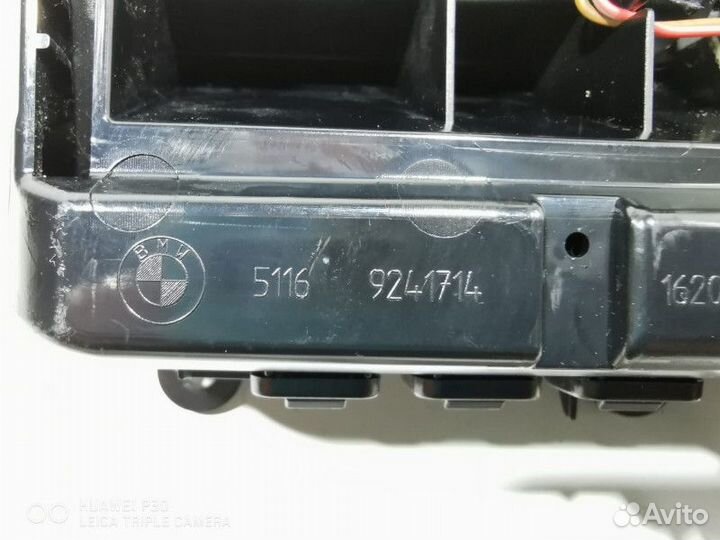 BMW
5116 9241714 1620
HUAWEI P30
LEICA TRIPLE CAMERA
Avito